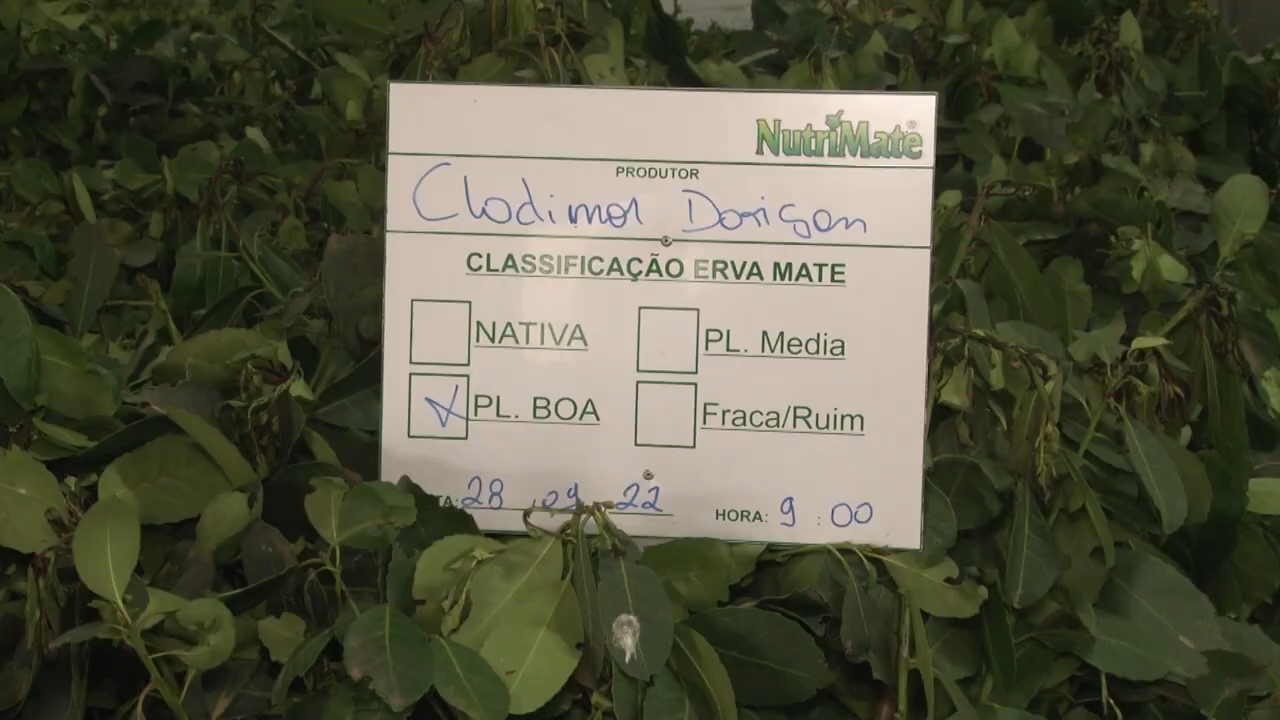 NutriMate®
PRODUTOR
Clodimar Dorigon
CLASSIFICAÇÃO ERVA MATE
NATIVA
PL. Media
PL. BOA
Fraca/Ruim
28 09 22
HORA: 9:00